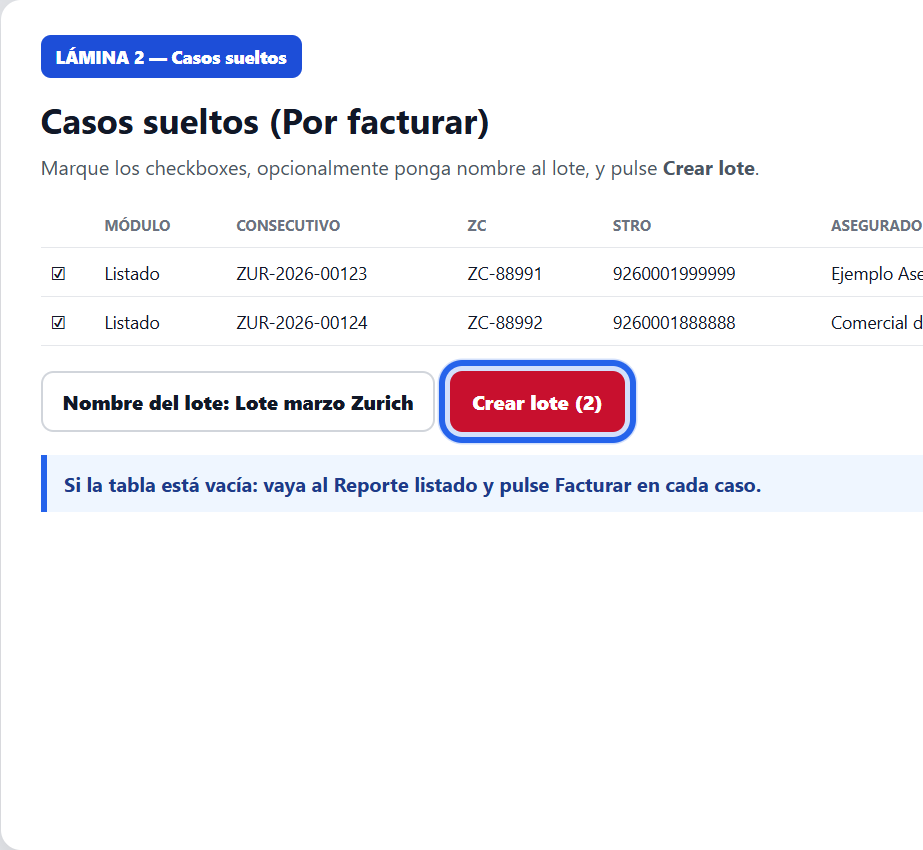 LÁMINA 2 — Casos sueltos
Casos sueltos (Por facturar)
Marque los checkboxes, opcionalmente ponga nombre al lote, y pulse Crear lote.
MÓDULO CONSECUTIVO ZC STRO ASEGURADO
☑ Listado ZUR-2026-00123 ZC-88991 9260001999999 Ejemplo Ase
☑ Listado ZUR-2026-00124 ZC-88992 9260001888888 Comercial d
Nombre del lote: Lote marzo Zurich Crear lote (2)
Si la tabla está vacía: vaya al Reporte listado y pulse Facturar en cada caso.